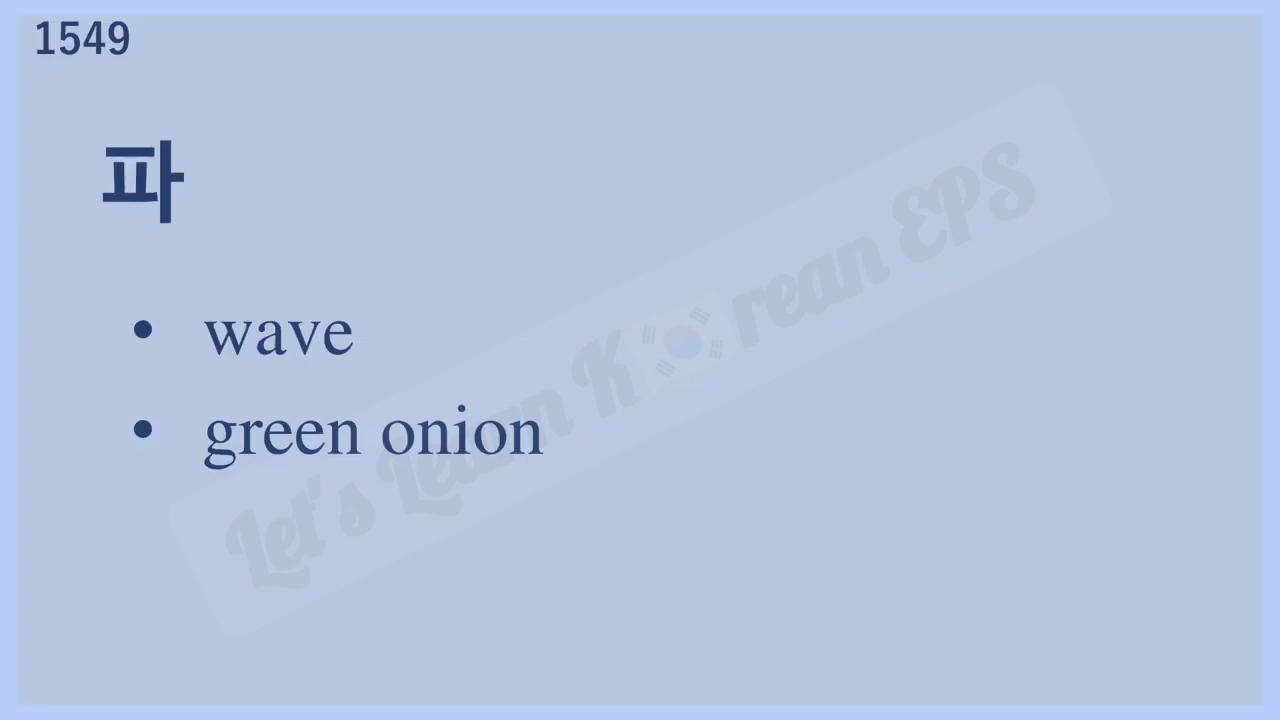 1549
파
• wave
• green onion
Let's Learn Korean EPS